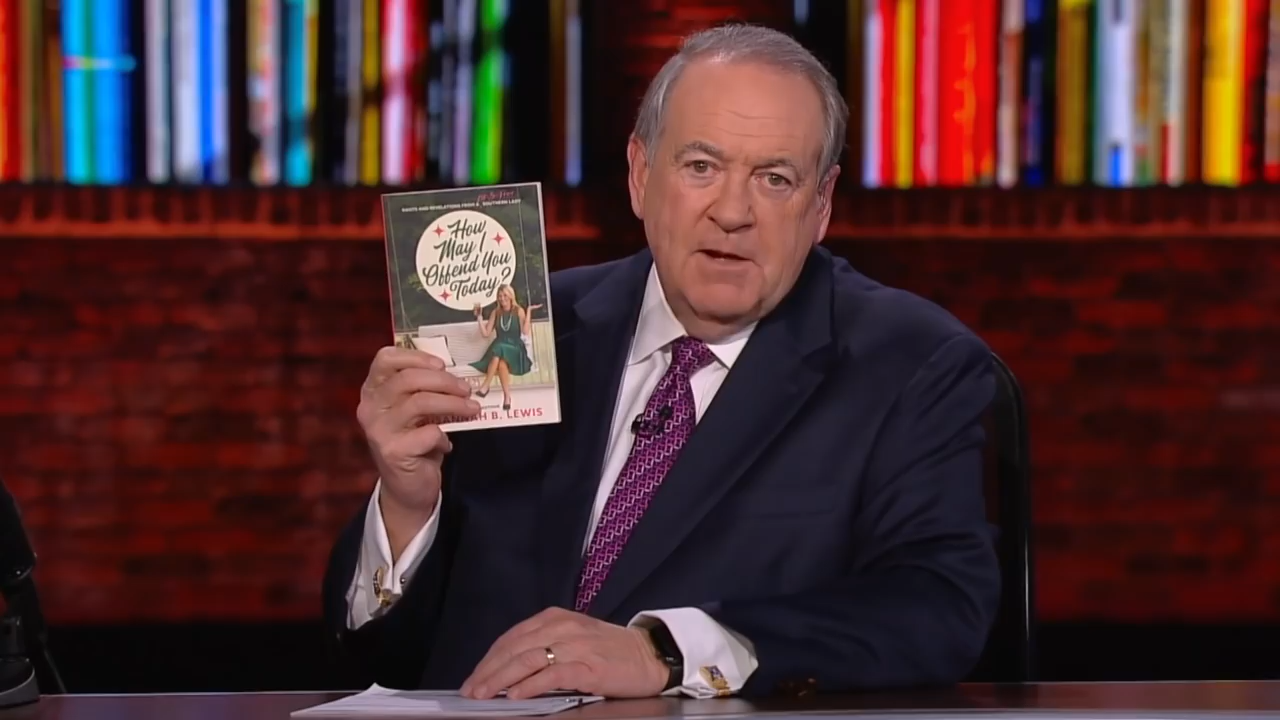 RANTS AND REVELATIONS FROM A SOUTHERN LADY
How
May I
Offend You
Today?
B. LEWIS